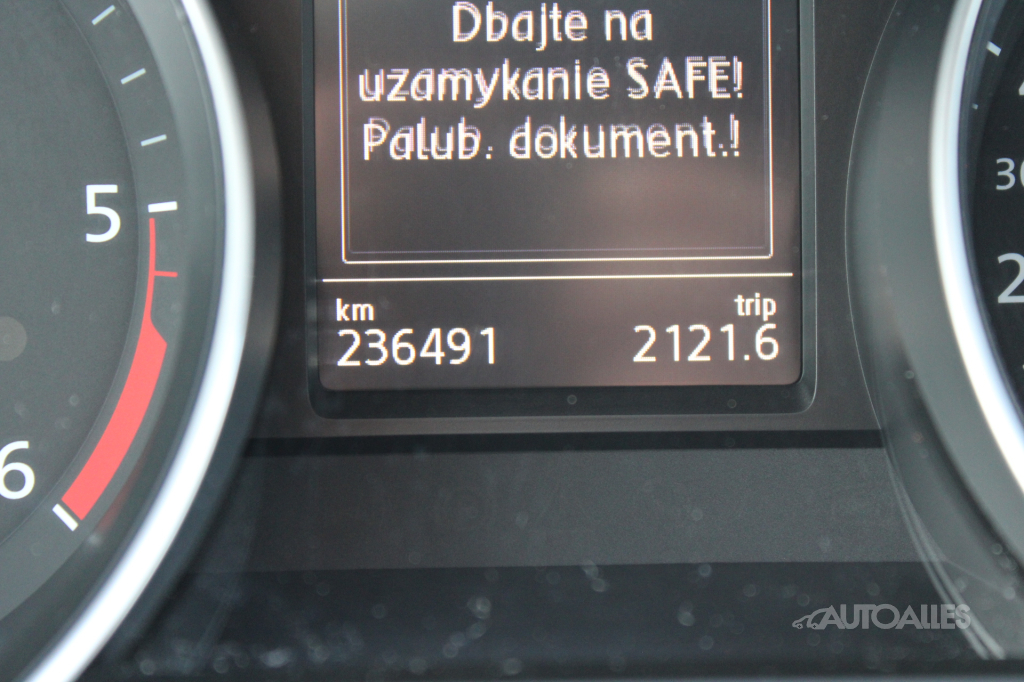 Dbajte na
uzamykanie SAFE!
Palub. dokument.!
km trip
236491 2121.6
5
6
AUTOALLES